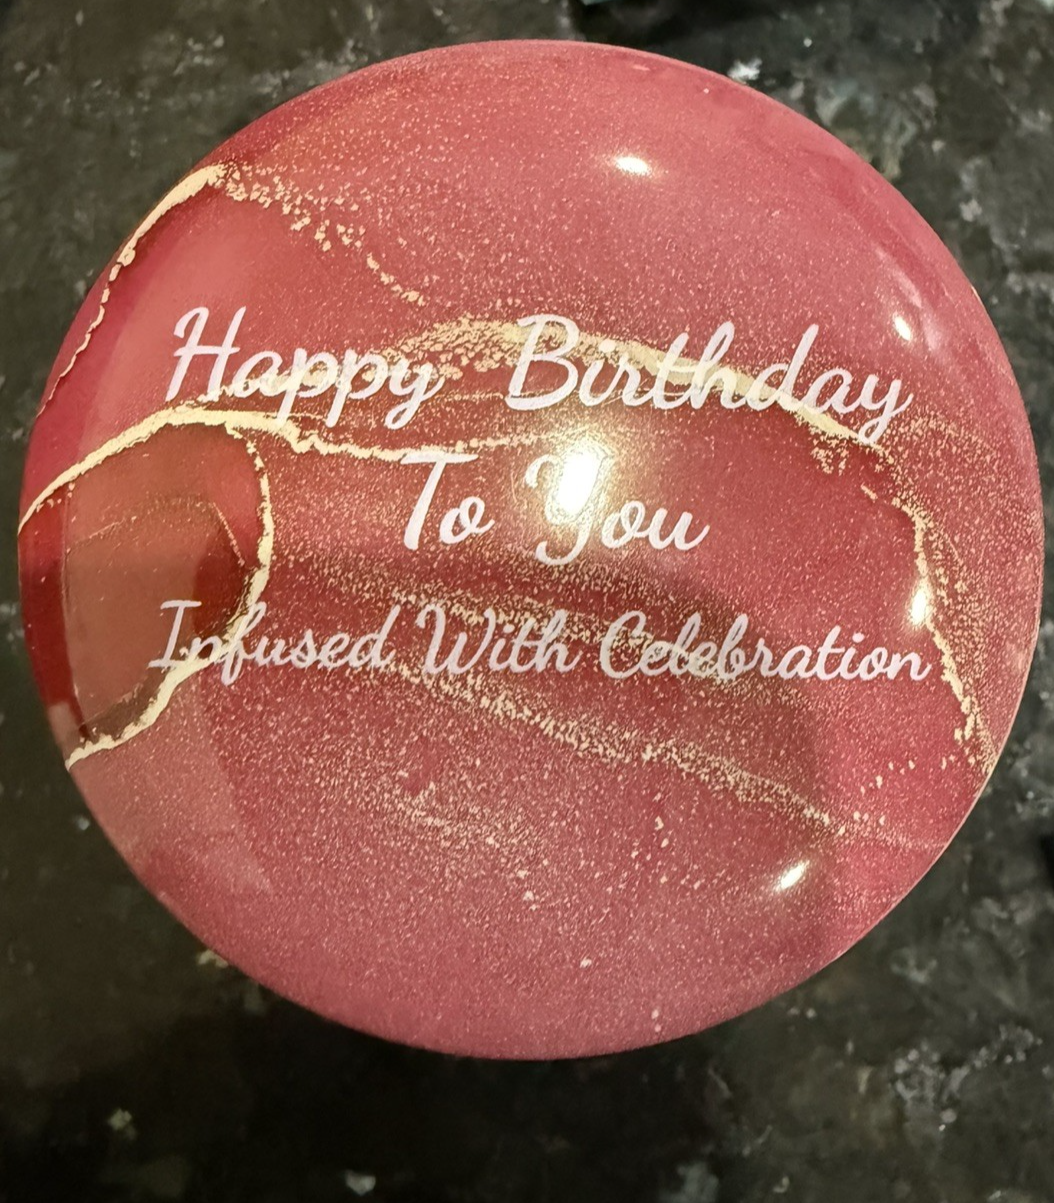 Happy Birthday
To You
Infused With Celebration